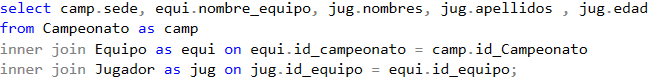 select camp.sede, equi.nombre_equipo, jug.nombres, jug.apellidos , jug.edad
from Campeonato as camp
inner join Equipo as equi on equi.id_campeonato = camp.id_Campeonato
inner join Jugador as jug on jug.id_equipo = equi.id_equipo;